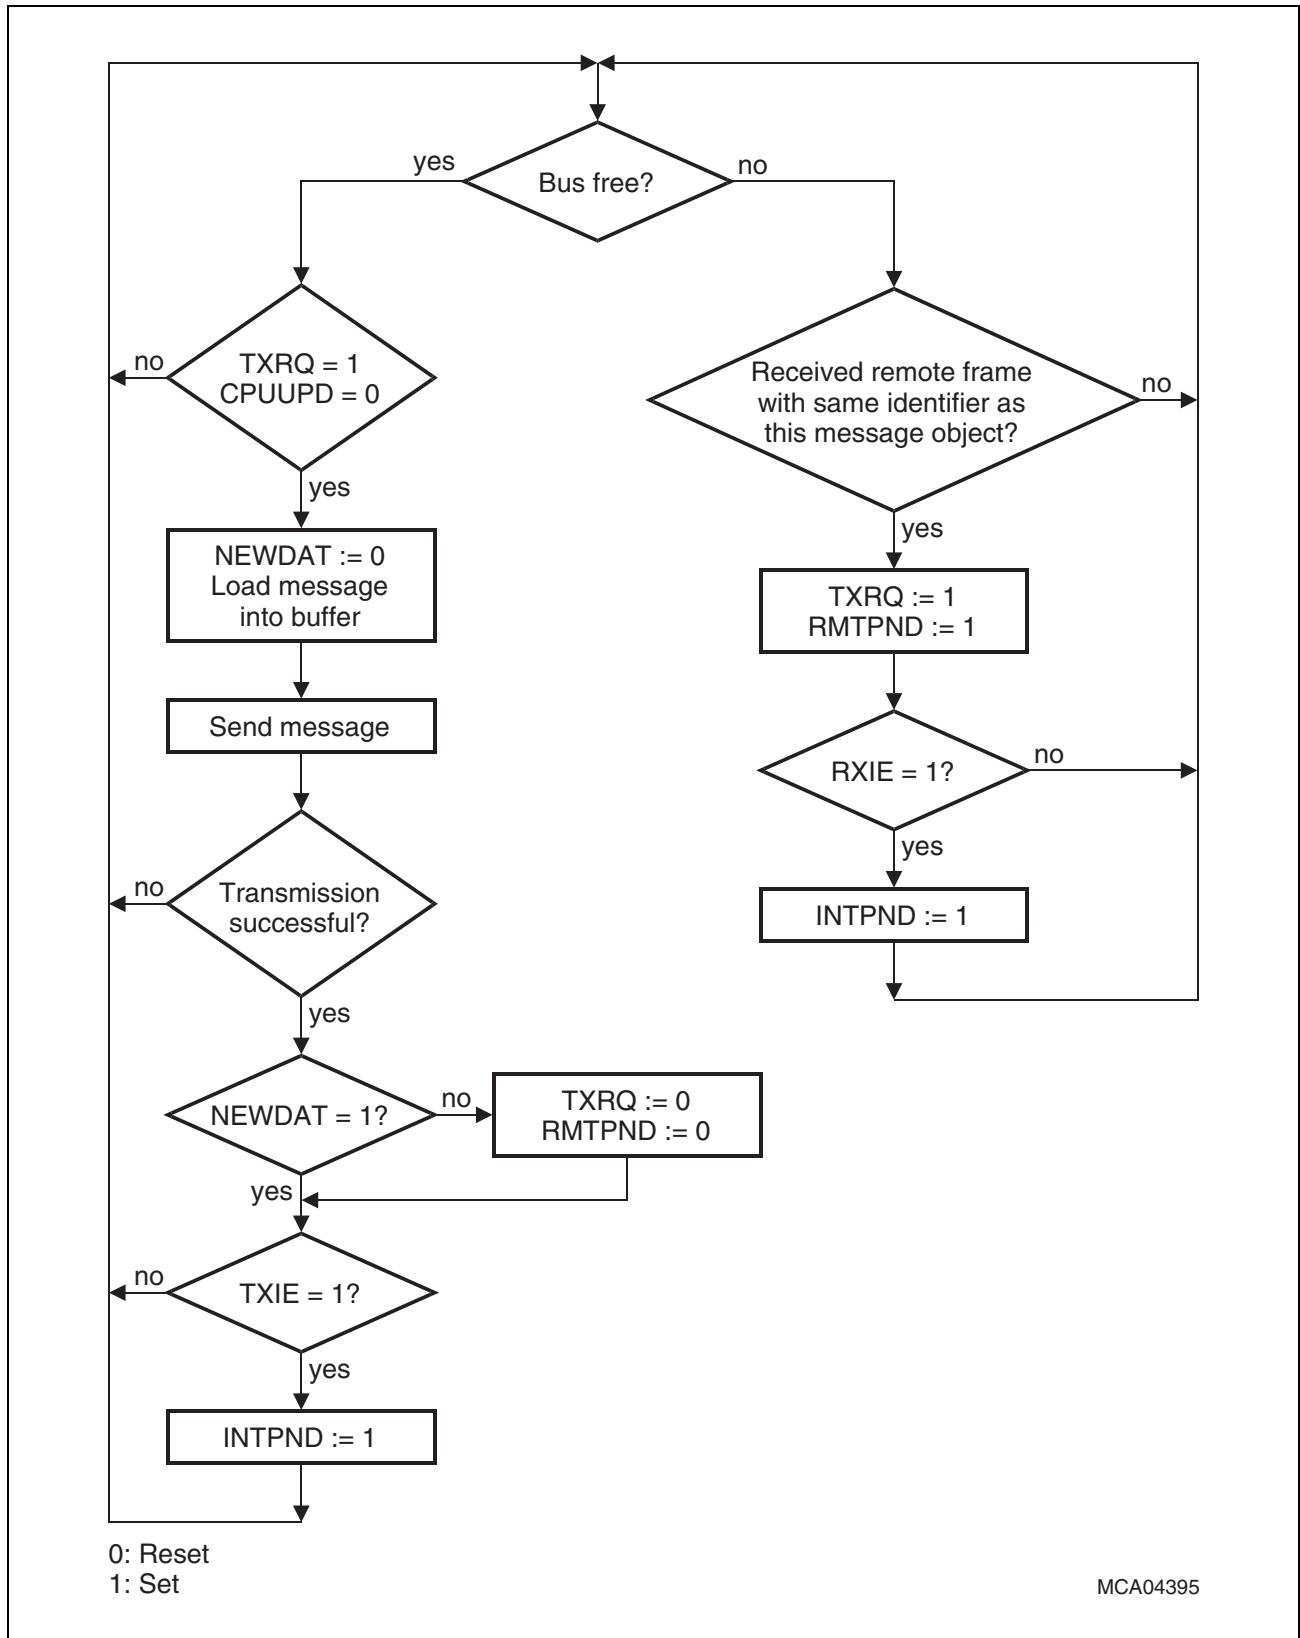 yes
Bus free?
no
no
TXRQ = 1
CPUUPD = 0
yes
NEWDAT := 0
Load message
into buffer
Send message
no
Transmission
successful?
yes
NEWDAT = 1?
no
TXRQ := 0
RMTPND := 0
yes
no
TXIE = 1?
yes
INTPND := 1
Received remote frame
with same identifier as
this message object?
no
yes
TXRQ := 1
RMTPND := 1
RXIE = 1?
no
yes
INTPND := 1
0: Reset
1: Set
MCA04395